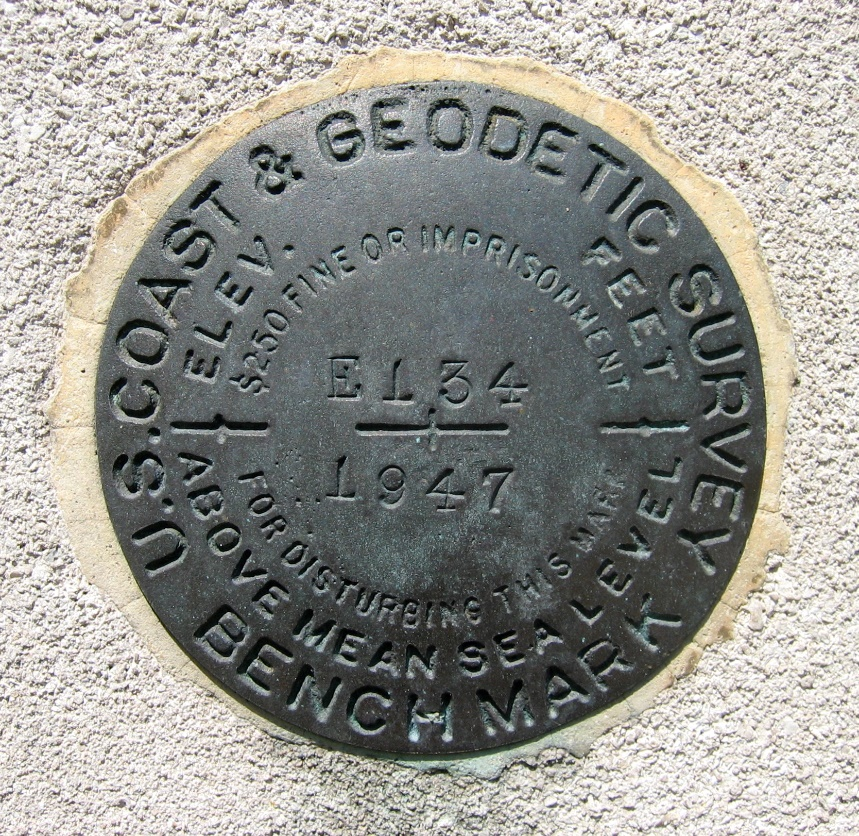 U.S. COAST & GEODETIC SURVEY
ELEV. FEET
$250 FINE OR IMPRISONMENT
E 134
1947
FOR DISTURBING THIS MARK
ABOVE MEAN SEA LEVEL
BENCH MARK